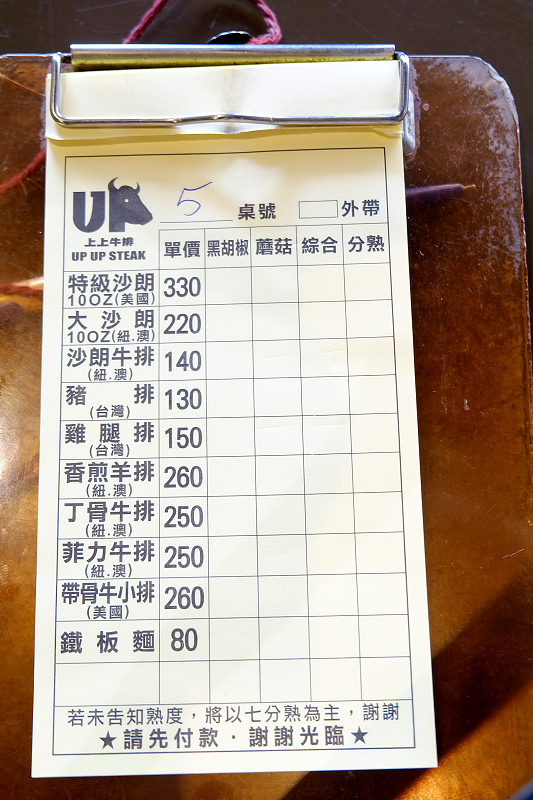 UP
上上牛排
UP UP STEAK
5 桌號 外帶
單價 黑胡椒 蘑菇 綜合 分熟
特級沙朗 330
10OZ(美國)
大沙朗 220
10OZ(紐.澳)
沙朗牛排 140
(紐.澳)
豬排 130
(台灣)
雞腿排 150
(台灣)
香煎羊排 260
(紐.澳)
丁骨牛排 250
(紐.澳)
菲力牛排 250
(紐.澳)
帶骨牛小排 260
(美國)
鐵板麵 80
若未告知熟度，將以七分熟為主，謝謝
★請先付款．謝謝光臨★